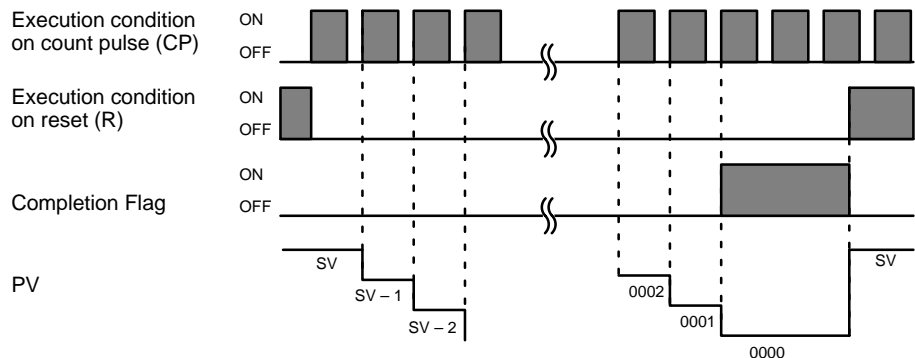 Execution condition
on count pulse (CP)
ON
OFF
Execution condition
on reset (R)
ON
OFF
Completion Flag
ON
OFF
PV
SV
SV – 1
SV – 2
0002
0001
0000
SV